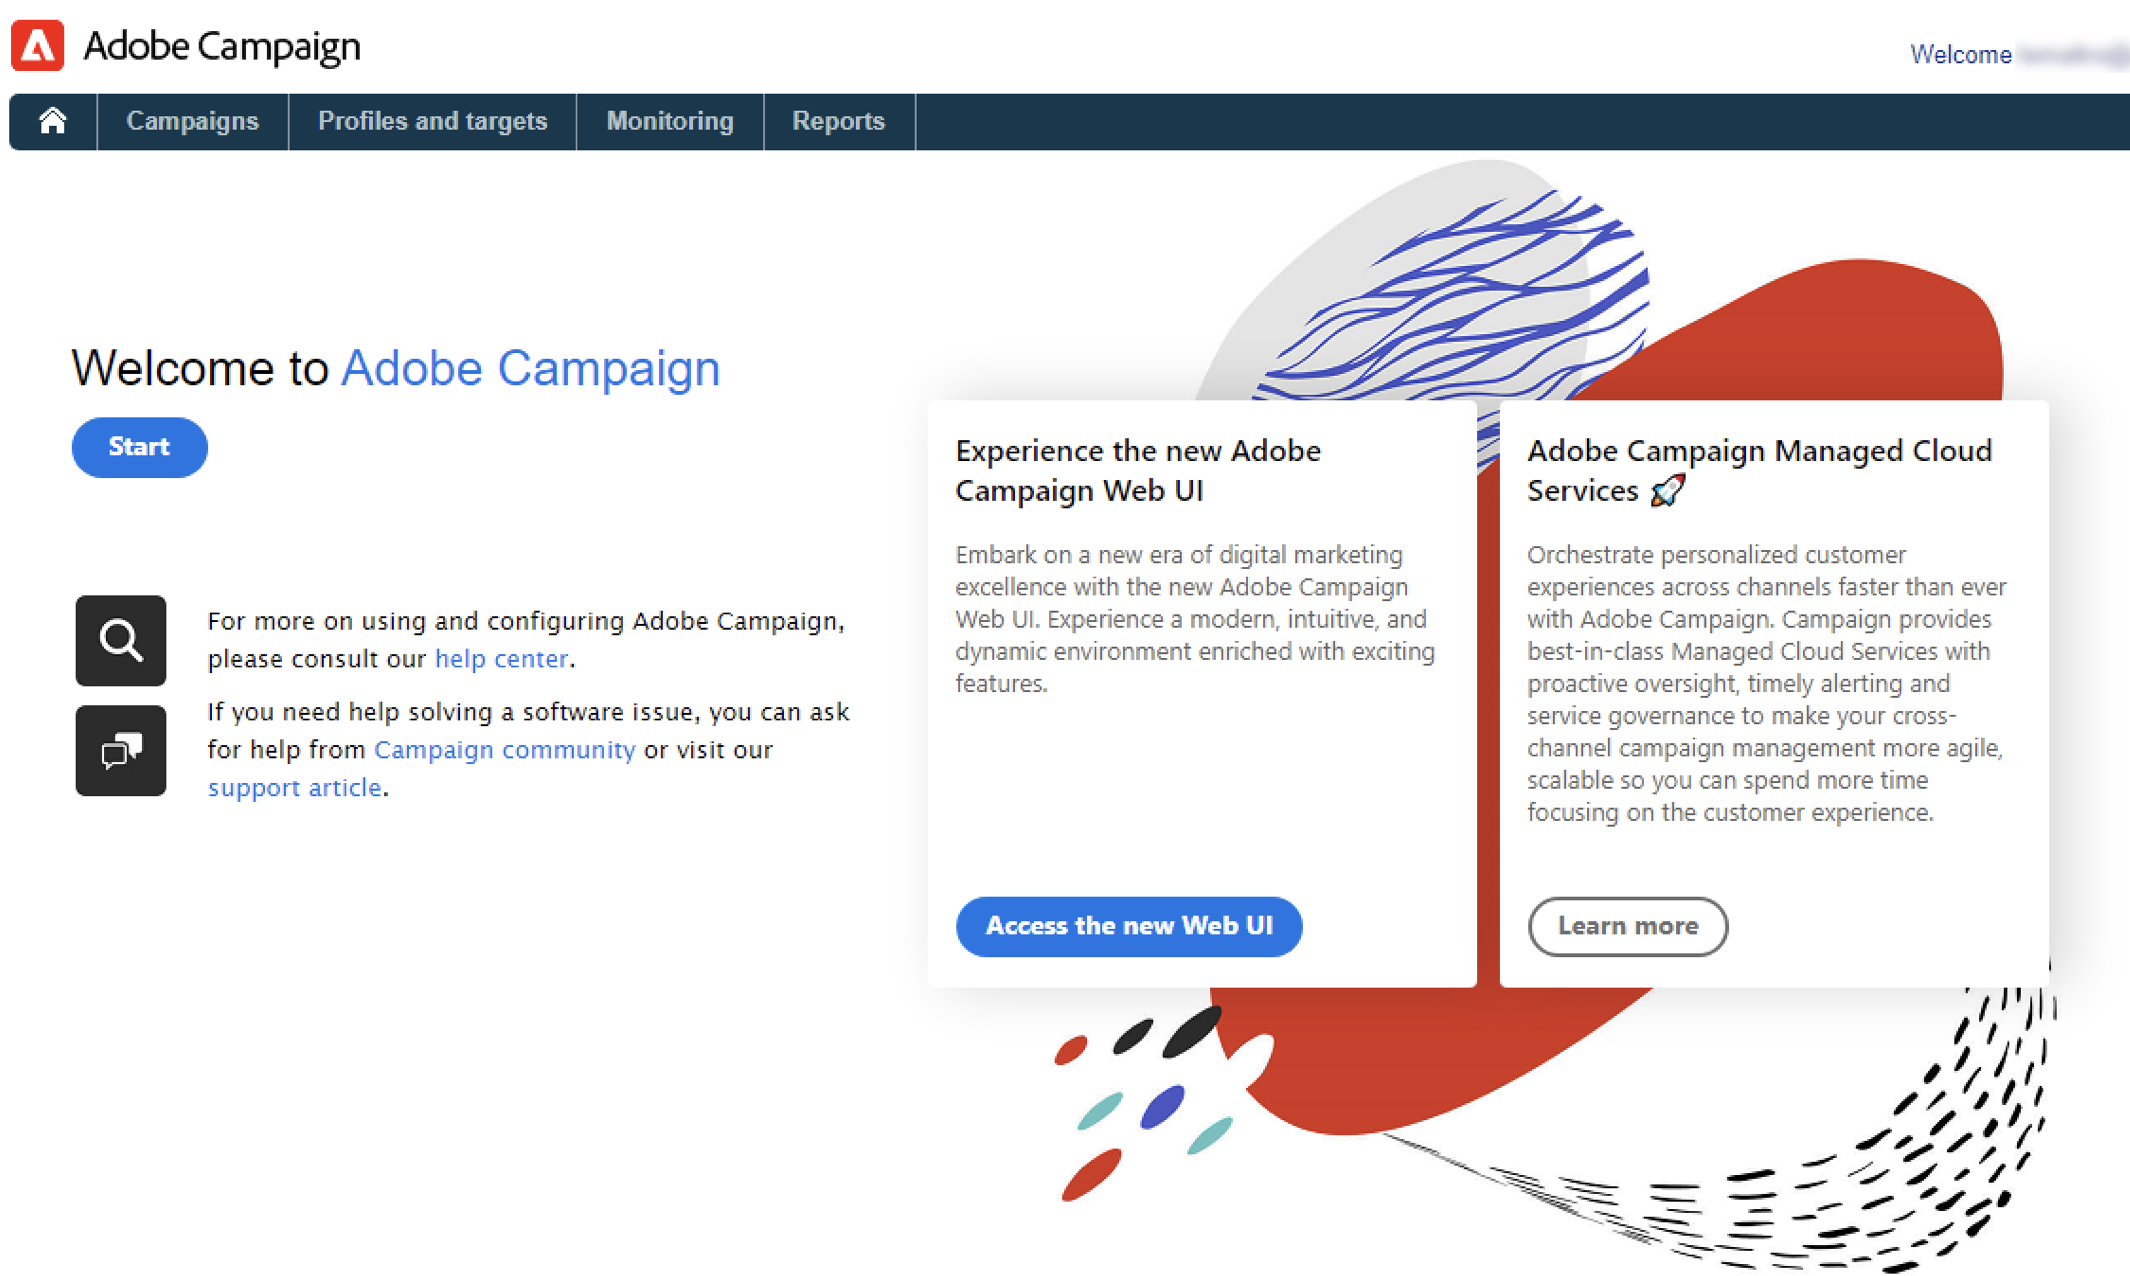 Adobe Campaign
Welcome
Campaigns
Profiles and targets
Monitoring
Reports
Welcome to Adobe Campaign
Start
For more on using and configuring Adobe Campaign,
please consult our help center.
If you need help solving a software issue, you can ask
for help from Campaign community or visit our
support article.
Experience the new Adobe
Campaign Web UI
Embark on a new era of digital marketing
excellence with the new Adobe Campaign
Web UI. Experience a modern, intuitive, and
dynamic environment enriched with exciting
features.
Access the new Web UI
Adobe Campaign Managed Cloud
Services 🚀
Orchestrate personalized customer
experiences across channels faster than ever
with Adobe Campaign. Campaign provides
best-in-class Managed Cloud Services with
proactive oversight, timely alerting and
service governance to make your cross-
channel campaign management more agile,
scalable so you can spend more time
focusing on the customer experience.
Learn more